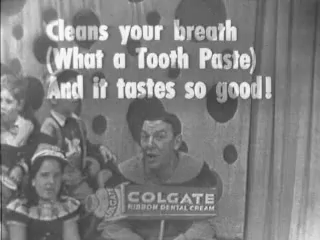 Cleans your breath
(What a Tooth Paste)
And it tastes so good!
COLGATE
RIBBON DENTAL CREAM